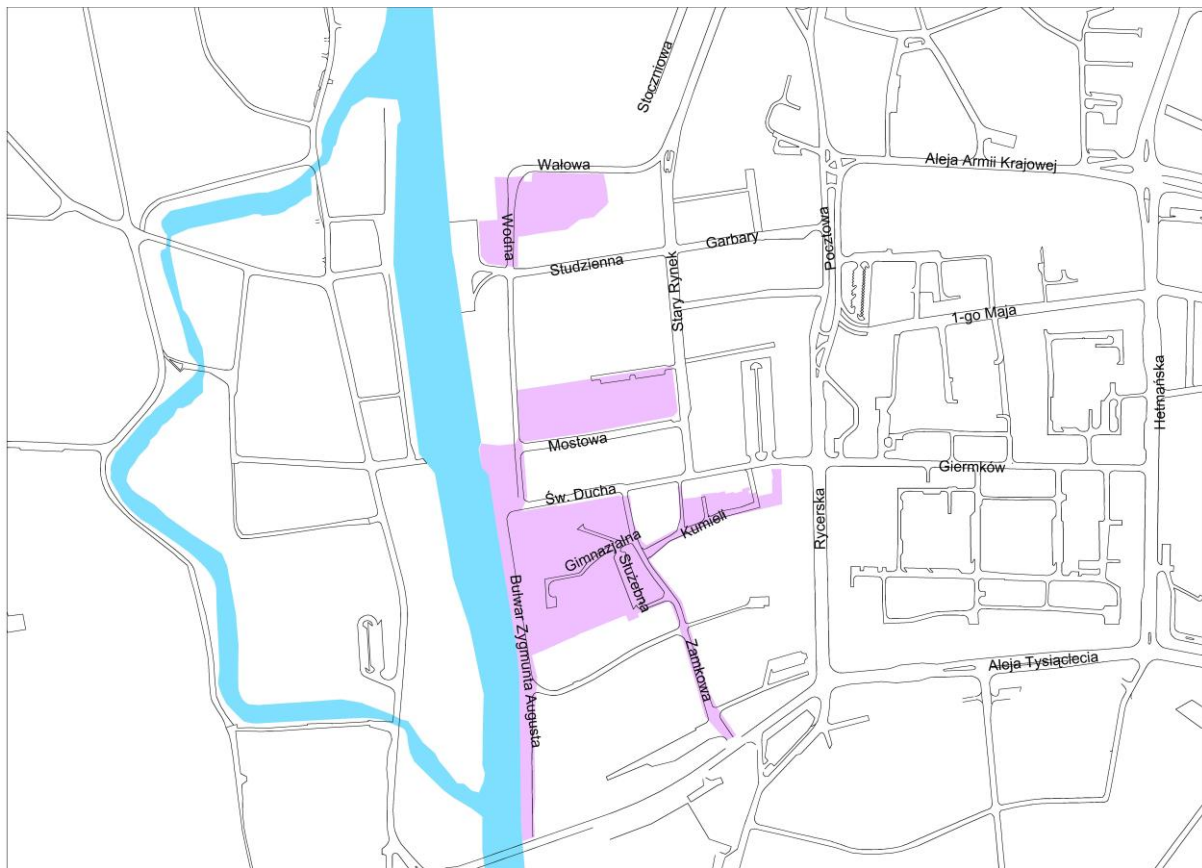 Stoczniowa
Wałowa
Aleja Armii Krajowej
Wodna
Garbary
Pocztowa
Studzienna
Stary Rynek
1-go Maja
Hetmańska
Mostowa
Giermków
Św. Ducha
Rycerska
Kumieli
Gimnazjalna
Służebna
Bulwar Zygmunta Augusta
Zamkowa
Aleja Tysiąclecia